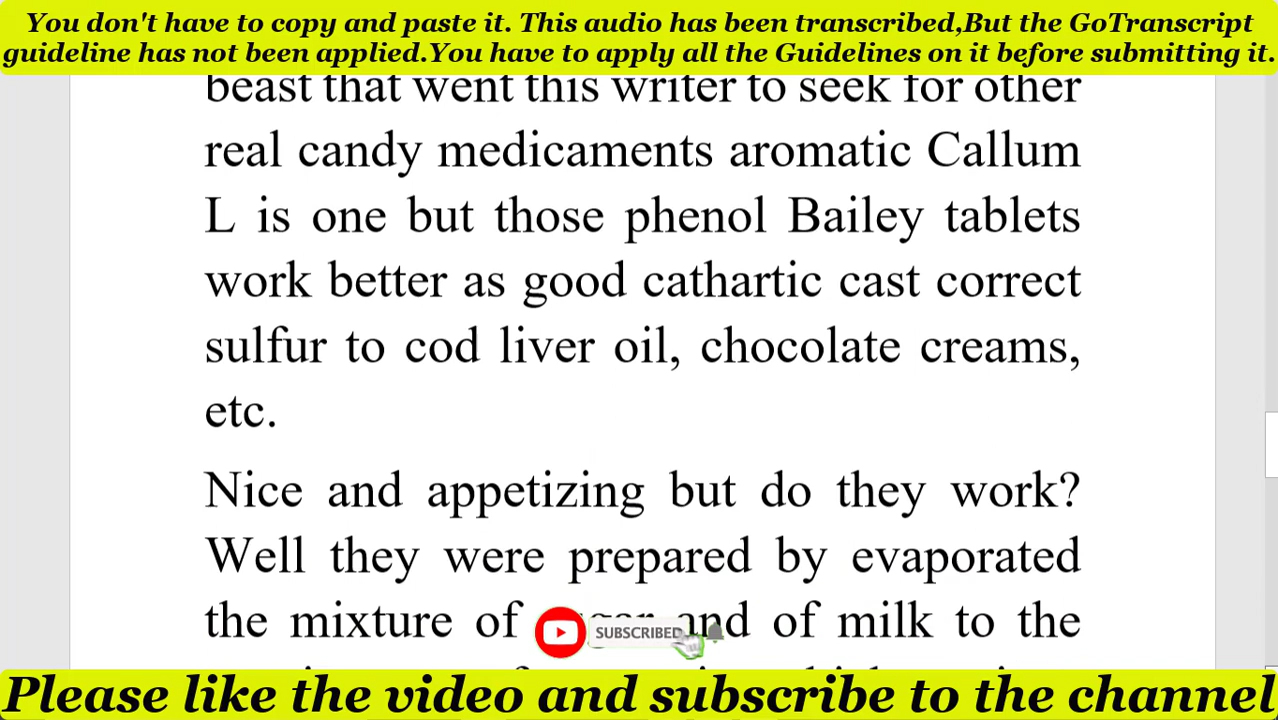 You don't have to copy and paste it. This audio has been transcribed,But the GoTranscript
guideline has not been applied.You have to apply all the Guidelines on it before submitting it.
beast that went this writer to seek for other
real candy medicaments aromatic Callum
L is one but those phenol Bailey tablets
work better as good cathartic cast correct
sulfur to cod liver oil, chocolate creams,
etc.
Nice and appetizing but do they work?
Well they were prepared by evaporated
the mixture of and of milk to the
SUBSCRIBED
Please like the video and subscribe to the channel